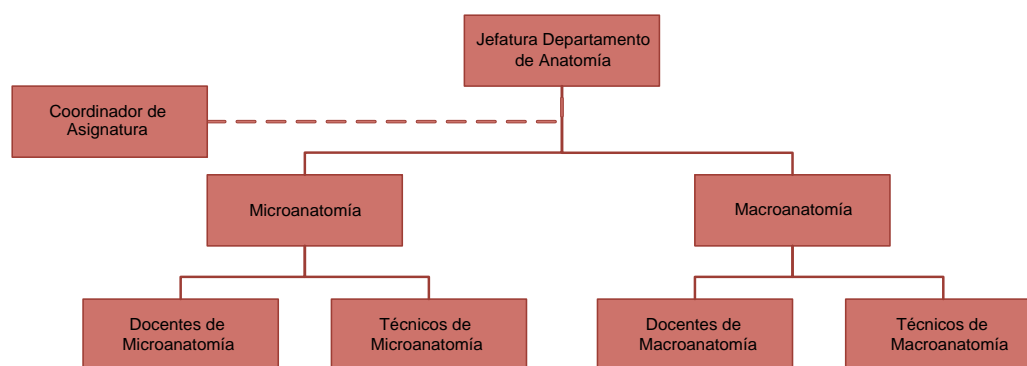 Jefatura Departamento
de Anatomía
Coordinador de
Asignatura
Microanatomía
Macroanatomía
Docentes de
Microanatomía
Técnicos de
Microanatomía
Docentes de
Macroanatomía
Técnicos de
Macroanatomía